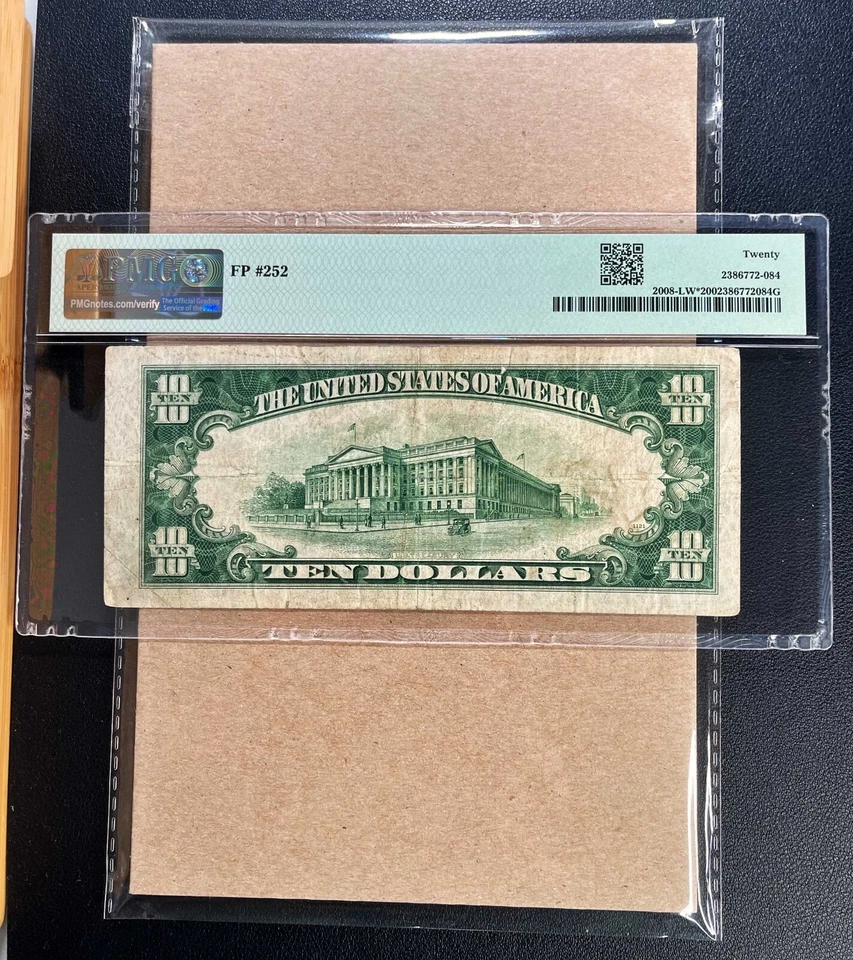 PMG
FP #252
PMGnotes.com/verify
The Official Grading
Service of the
Twenty
2386772-084
2008-LW*2002386772084G
THE UNITED STATES OF AMERICA
10
TEN
10
TEN
10
TEN
10
TEN
TEN DOLLARS